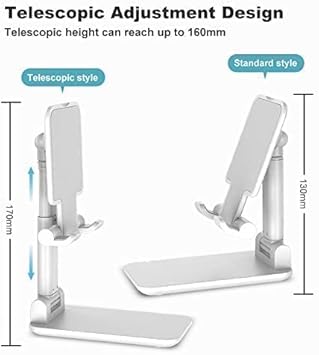 Telescopic Adjustment Design
Telescopic height can reach up to 160mm
Telescopic style
Standard style
170mm
130mm